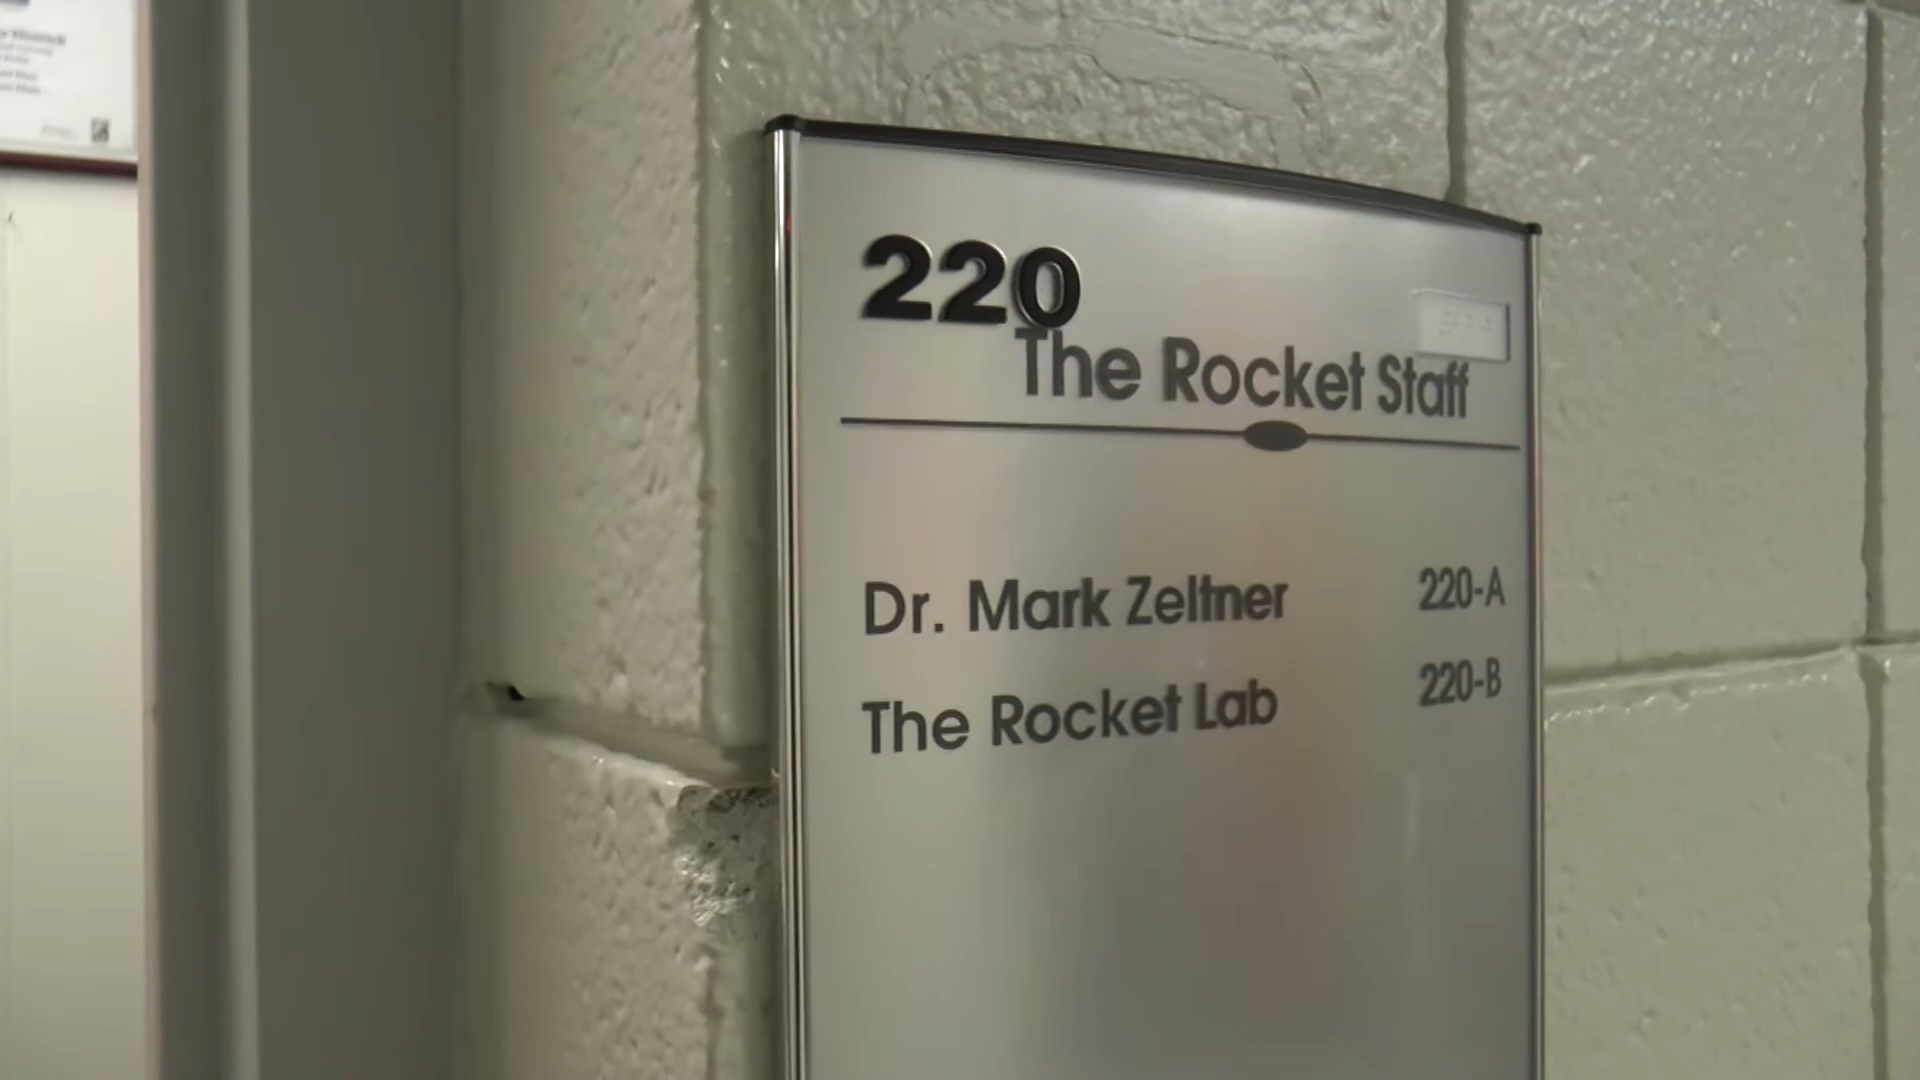 220
The Rocket Staff
Dr. Mark Zeltner 220-A
The Rocket Lab 220-B